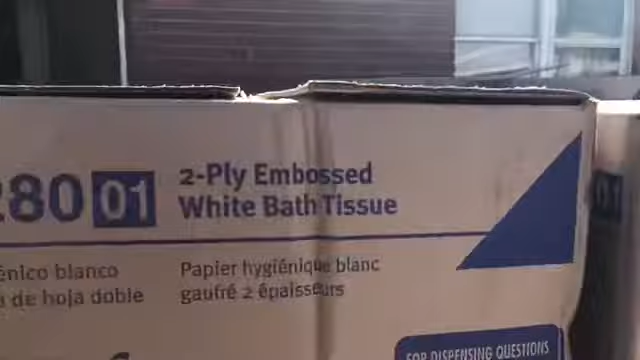 280 01
2-Ply Embossed
White Bath Tissue
énico blanco
de hoja doble
Papier hygiénique blanc
gaufré 2 épaisseurs
FOR DISPENSING QUESTIONS
01